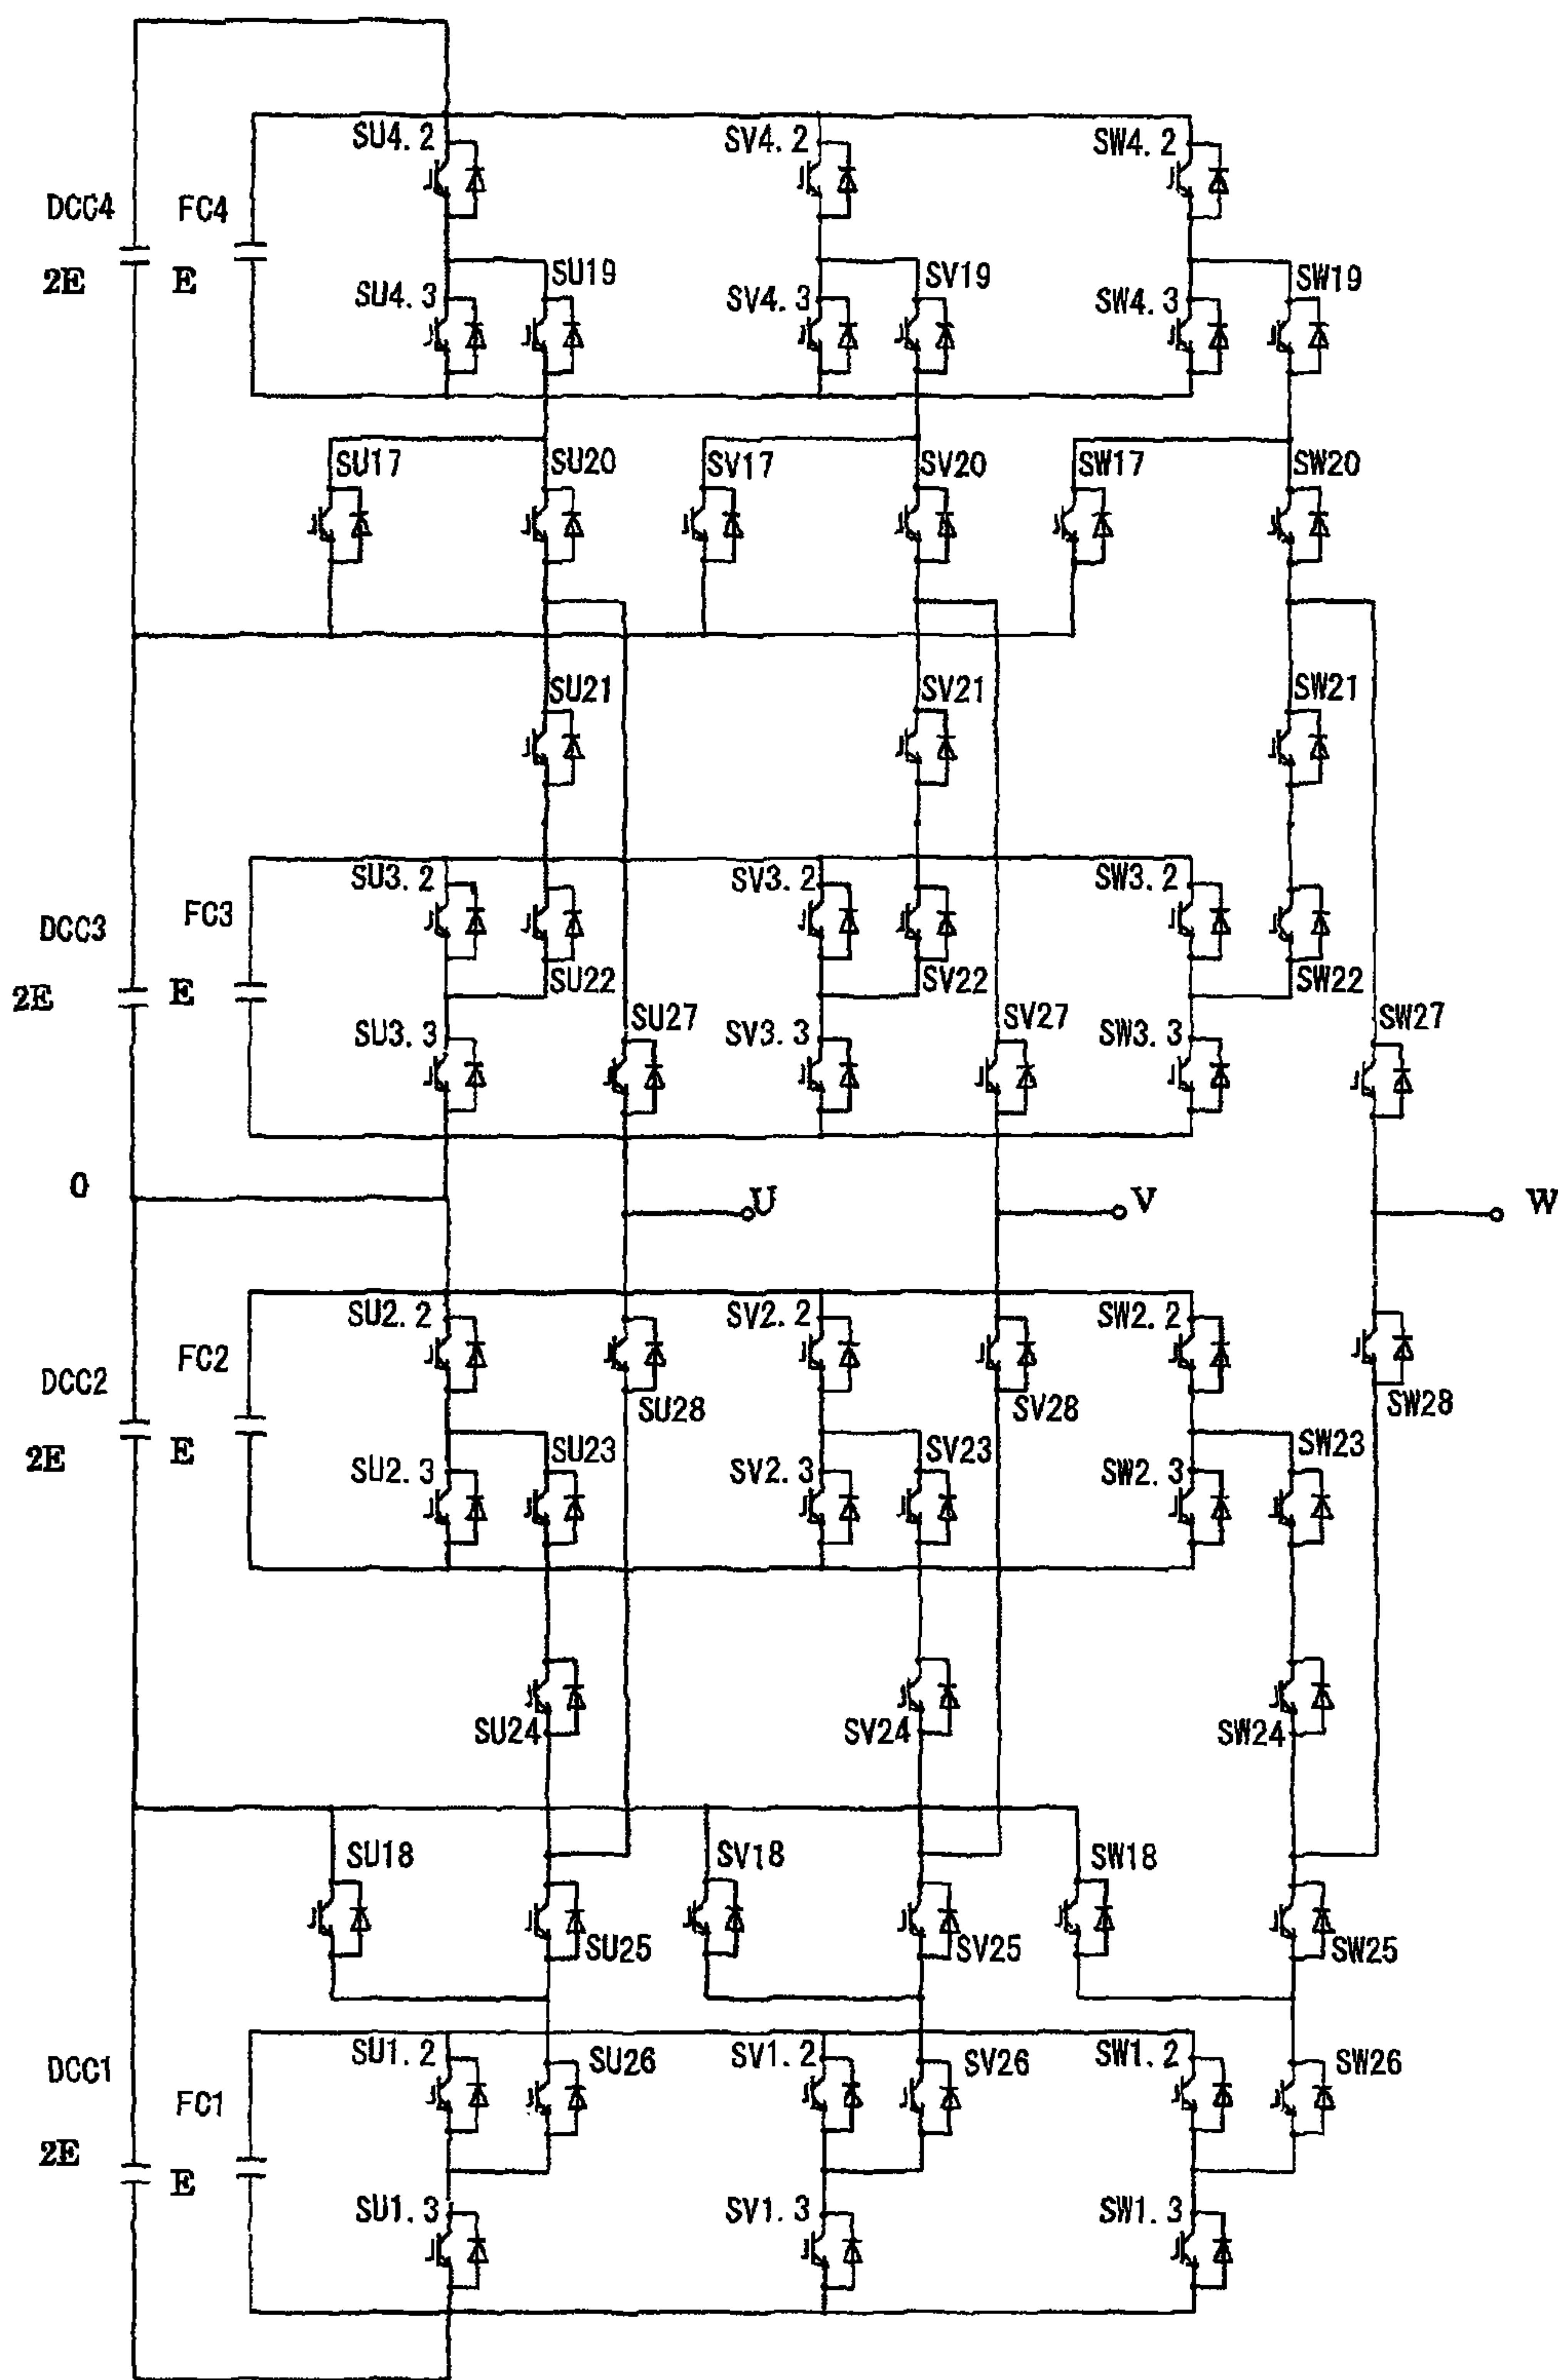 SU4. 2
SV4. 2
SW4. 2
DCC4
FC4
2E
E
SU4. 3
SU19
SV4. 3
SV19
SW4. 3
SW19
SU17
SU20
SV17
SV20
SW17
SW20
SU21
SV21
SW21
SU3. 2
SV3. 2
SW3. 2
DCC3
FC3
2E
E
SU22
SV22
SW22
SU3. 3
SU27
SV3. 3
SV27
SW3. 3
SW27
0
U
V
W
SU2. 2
SV2. 2
SW2. 2
DCC2
FC2
SU28
SV28
SW28
2E
E
SU2. 3
SU23
SV2. 3
SV23
SW2. 3
SW23
SU24
SV24
SW24
SU18
SV18
SW18
SU25
SV25
SW25
DCC1
FC1
SU1. 2
SU26
SV1. 2
SV26
SW1. 2
SW26
2E
E
SU1. 3
SV1. 3
SW1. 3